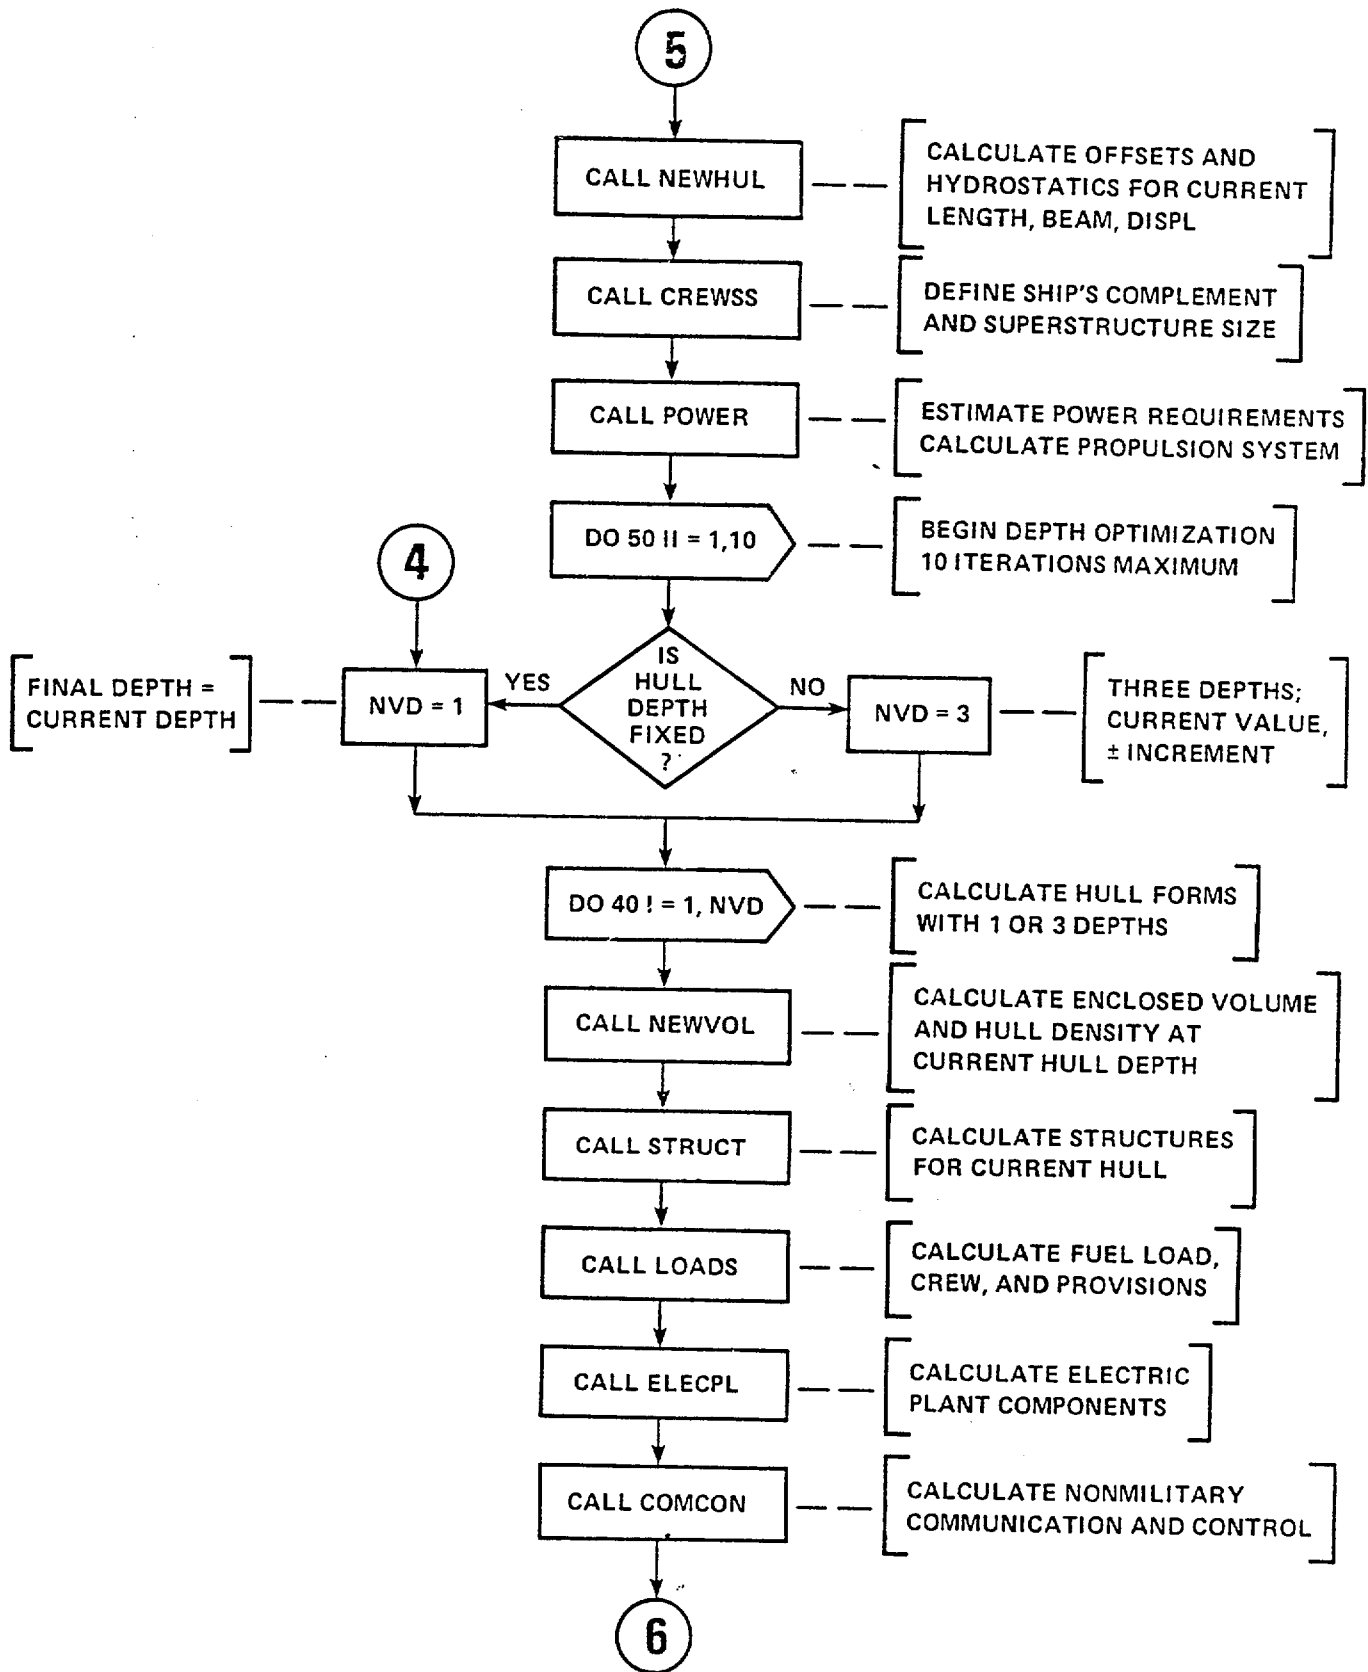 5
CALL NEWHUL
CALCULATE OFFSETS AND
HYDROSTATICS FOR CURRENT
LENGTH, BEAM, DISPL
CALL CREWSS
DEFINE SHIP'S COMPLEMENT
AND SUPERSTRUCTURE SIZE
CALL POWER
ESTIMATE POWER REQUIREMENTS
CALCULATE PROPULSION SYSTEM
DO 50 II = 1,10
BEGIN DEPTH OPTIMIZATION
10 ITERATIONS MAXIMUM
4
FINAL DEPTH =
CURRENT DEPTH
NVD = 1
YES
IS
HULL
DEPTH
FIXED
?
NO
NVD = 3
THREE DEPTHS;
CURRENT VALUE,
± INCREMENT
DO 40 I = 1, NVD
CALCULATE HULL FORMS
WITH 1 OR 3 DEPTHS
CALL NEWVOL
CALCULATE ENCLOSED VOLUME
AND HULL DENSITY AT
CURRENT HULL DEPTH
CALL STRUCT
CALCULATE STRUCTURES
FOR CURRENT HULL
CALL LOADS
CALCULATE FUEL LOAD,
CREW, AND PROVISIONS
CALL ELECPL
CALCULATE ELECTRIC
PLANT COMPONENTS
CALL COMCON
CALCULATE NONMILITARY
COMMUNICATION AND CONTROL
6